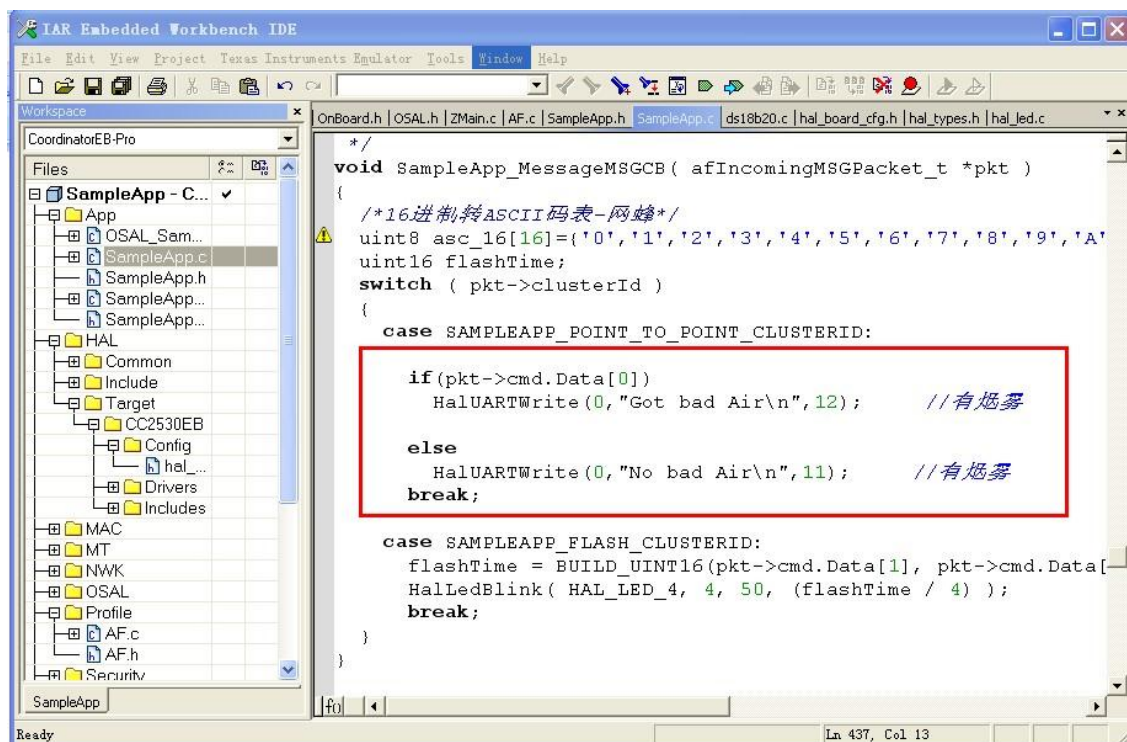 IAR Embedded Workbench IDE
File Edit View Project Texas Instruments Emulator Tools Window Help
Workspace
OnBoard.h | OSAL.h | ZMain.c | AF.c | SampleApp.h | SampleApp.c | ds18b20.c | hal_board_cfg.h | hal_types.h | hal_led.c
CoordinatorEB-Pro
Files
SampleApp - C...
App
OSAL_Sam...
SampleApp.c
SampleApp.h
SampleApp...
SampleApp...
HAL
Common
Include
Target
CC2530EB
Config
hal_...
Drivers
Includes
MAC
MT
NWK
OSAL
Profile
AF.c
AF.h
Security
SampleApp
*/
void SampleApp_MessageMSGCB( afIncomingMSGPacket_t *pkt )
{
/*16进制转ASCII码表-网蜂*/
uint8 asc_16[16]={'0','1','2','3','4','5','6','7','8','9','A'
uint16 flashTime;
switch ( pkt->clusterId )
{
case SAMPLEAPP_POINT_TO_POINT_CLUSTERID:
if(pkt->cmd.Data[0])
HalUARTWrite(0,"Got bad Air\n",12); //有烟雾
else
HalUARTWrite(0,"No bad Air\n",11); //有烟雾
break;
case SAMPLEAPP_FLASH_CLUSTERID:
flashTime = BUILD_UINT16(pkt->cmd.Data[1], pkt->cmd.Data[
HalLedBlink( HAL_LED_4, 4, 50, (flashTime / 4) );
break;
}
}
Ready
Ln 437, Col 13